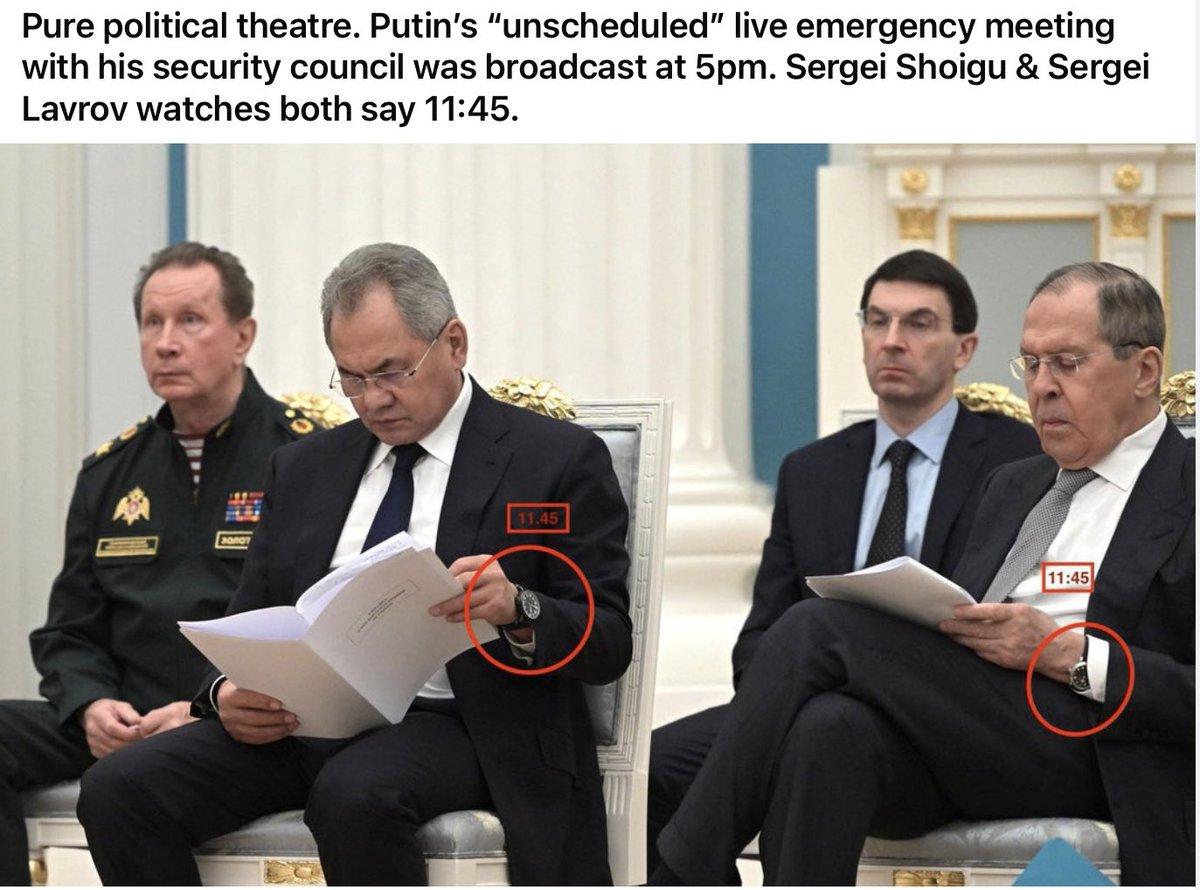 Pure political theatre. Putin's “unscheduled” live emergency meeting
with his security council was broadcast at 5pm. Sergei Shoigu & Sergei
Lavrov watches both say 11:45.
11.45
11:45